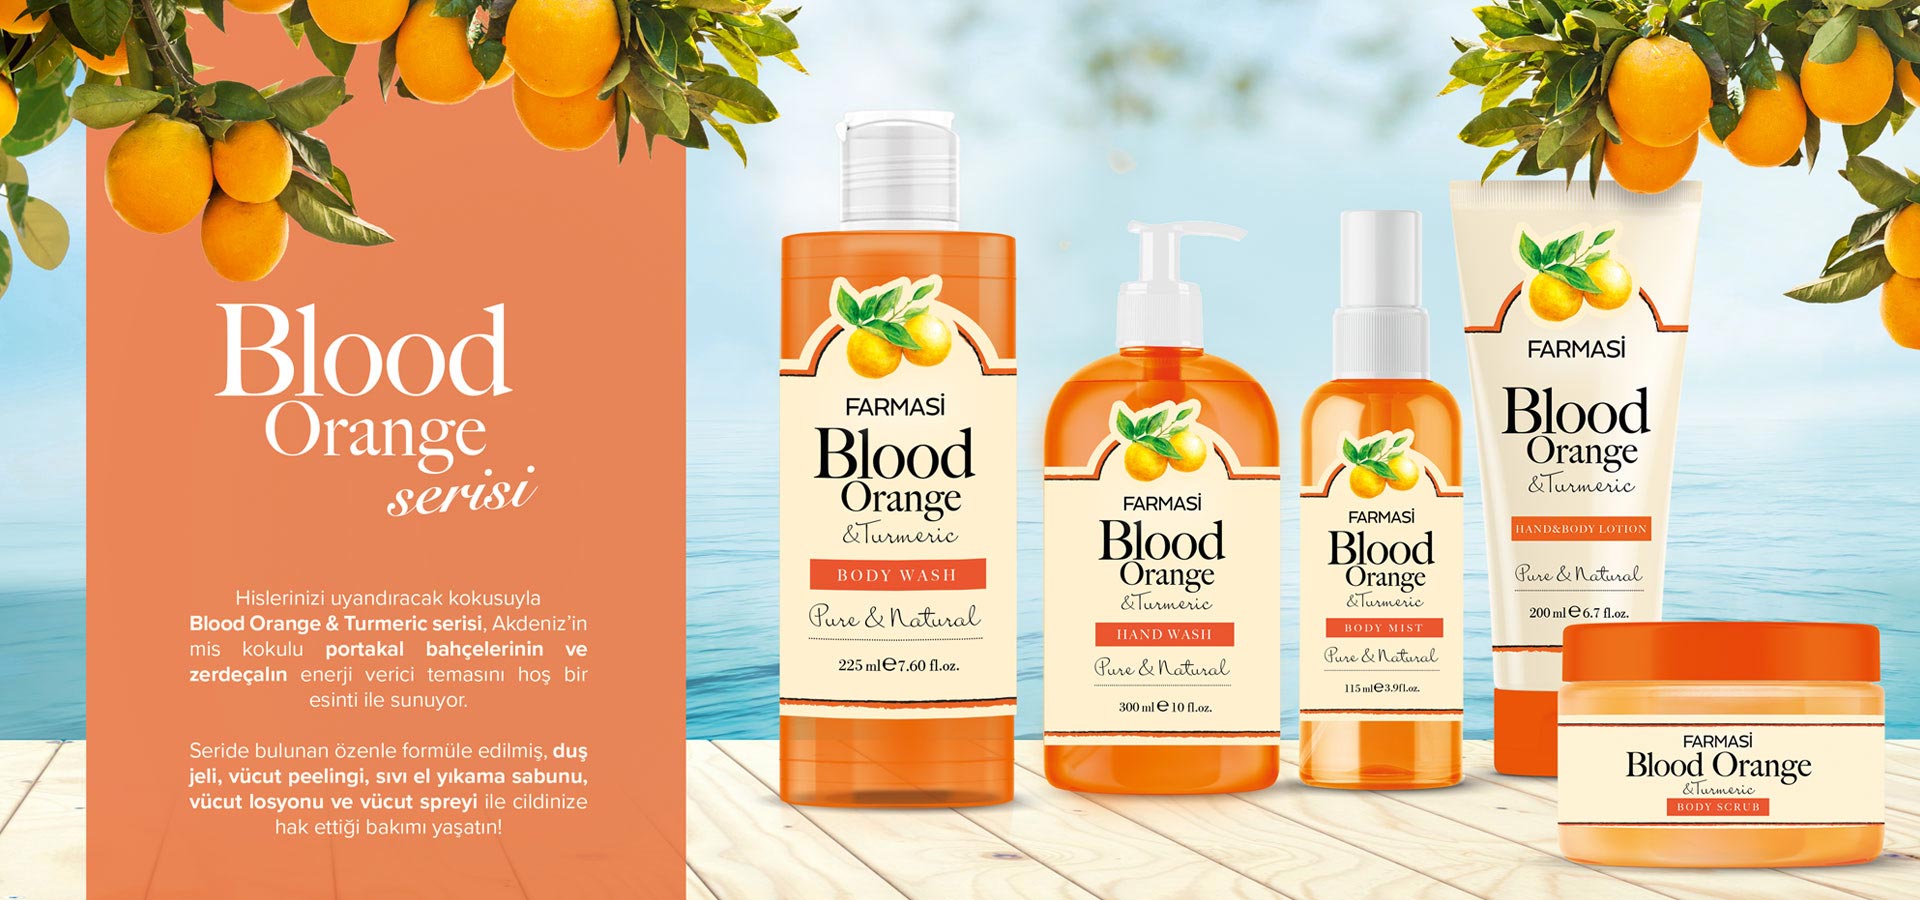 Blood
Orange
serisi
Hislerinizi uyandıracak kokusuyla
Blood Orange & Turmeric serisi, Akdeniz’in
mis kokulu portakal bahçelerinin ve
zerdeçalın enerji verici temasını hoş bir
esinti ile sunuyor.
Seride bulunan özenle formüle edilmiş, duş
jeli, vücut peelingi, sıvı el yıkama sabunu,
vücut losyonu ve vücut spreyi ile cildinize
hak ettiği bakımı yaşatın!
FARMASİ
Blood
Orange
& Turmeric
BODY WASH
Pure & Natural
225 ml e 7.60 fl.oz.
FARMASİ
Blood
Orange
& Turmeric
HAND WASH
Pure & Natural
300 ml e 10 fl.oz.
FARMASİ
Blood
Orange
& Turmeric
BODY MIST
Pure & Natural
115 ml e 3.9fl.oz.
FARMASİ
Blood
Orange
& Turmeric
HAND&BODY LOTION
Pure & Natural
200 ml e 6.7 fl.oz.
FARMASİ
Blood Orange
& Turmeric
BODY SCRUB